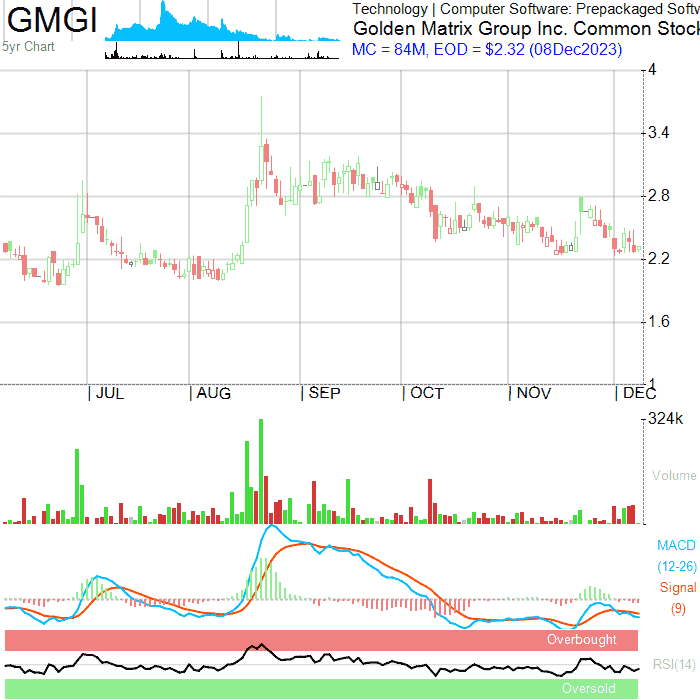 GMGI
5yr Chart
Technology | Computer Software: Prepackaged Softw
Golden Matrix Group Inc. Common Stock
MC = 84M, EOD = $2.32 (08Dec2023)
4
3.4
2.8
2.2
1.6
1
| JUL | AUG | SEP | OCT | NOV | DEC
324k
Volume
MACD
(12-26)
Signal
(9)
Overbought
RSI(14)
Oversold